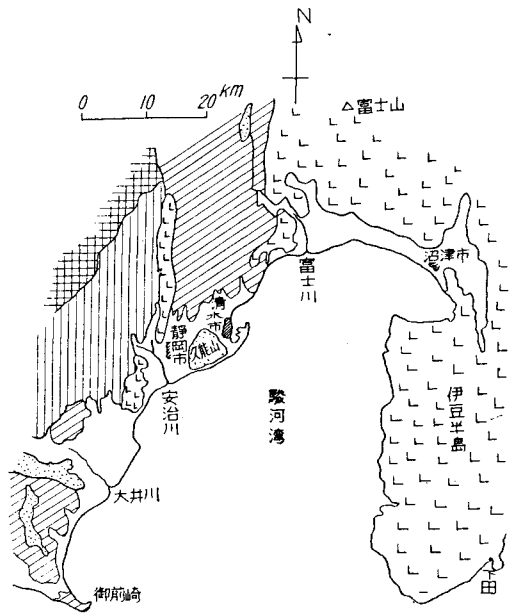 N
0 10 20 km
富士山
沼津市
富士川
清水市
静岡市
久能山
安治川
駿河湾
伊豆半島
大井川
御前崎
下田